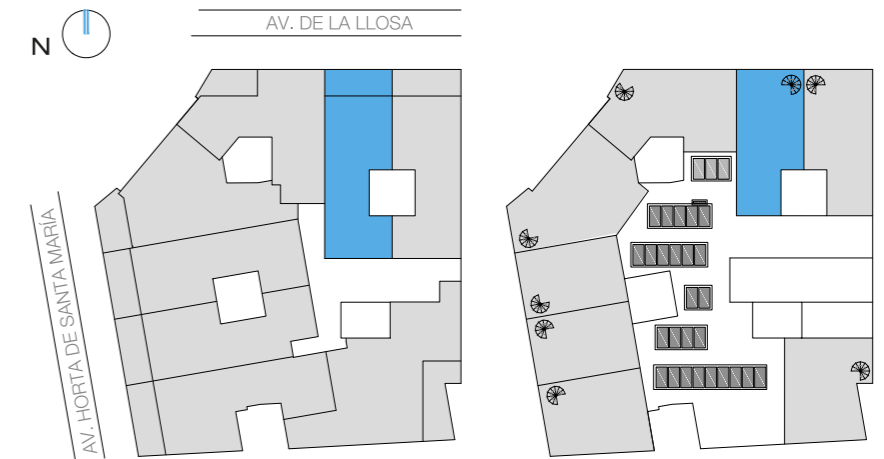 AV. DE LA LLOSA
N
AV. HORTA DE SANTA MARÍA